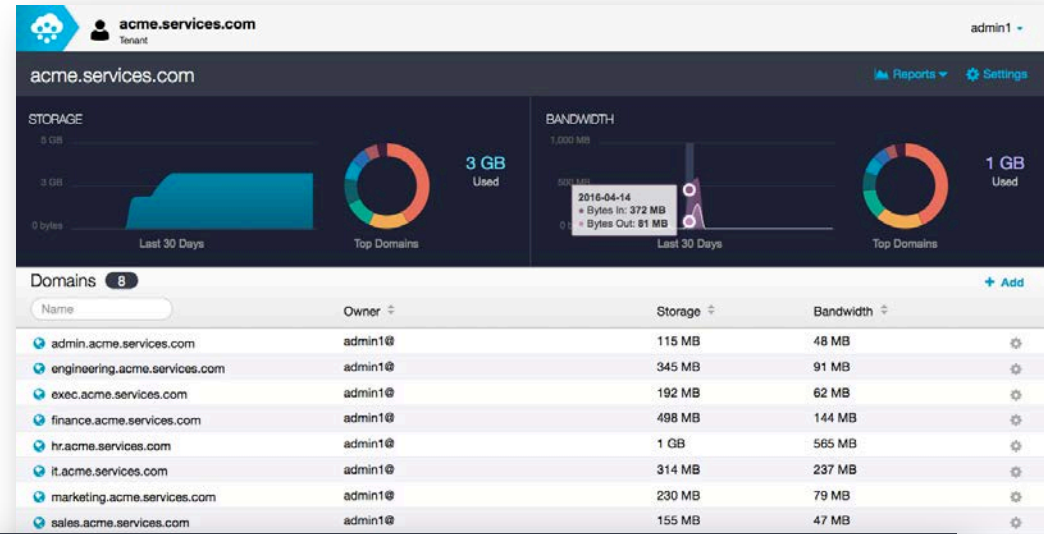 acme.services.com
Tenant
admin1
acme.services.com
Reports
Settings
STORAGE
5 GB
3 GB
0 bytes
Last 30 Days
Top Domains
3 GB
Used
BANDWIDTH
1,000 MB
500 MB
2016-04-14
Bytes In: 372 MB
Bytes Out: 81 MB
Last 30 Days
Top Domains
1 GB
Used
Domains 8
+ Add
Name Owner Storage Bandwidth
admin.acme.services.com admin1@ 115 MB 48 MB
engineering.acme.services.com admin1@ 345 MB 91 MB
exec.acme.services.com admin1@ 192 MB 62 MB
finance.acme.services.com admin1@ 498 MB 144 MB
hr.acme.services.com admin1@ 1 GB 565 MB
it.acme.services.com admin1@ 314 MB 237 MB
marketing.acme.services.com admin1@ 230 MB 79 MB
sales.acme.services.com admin1@ 155 MB 47 MB